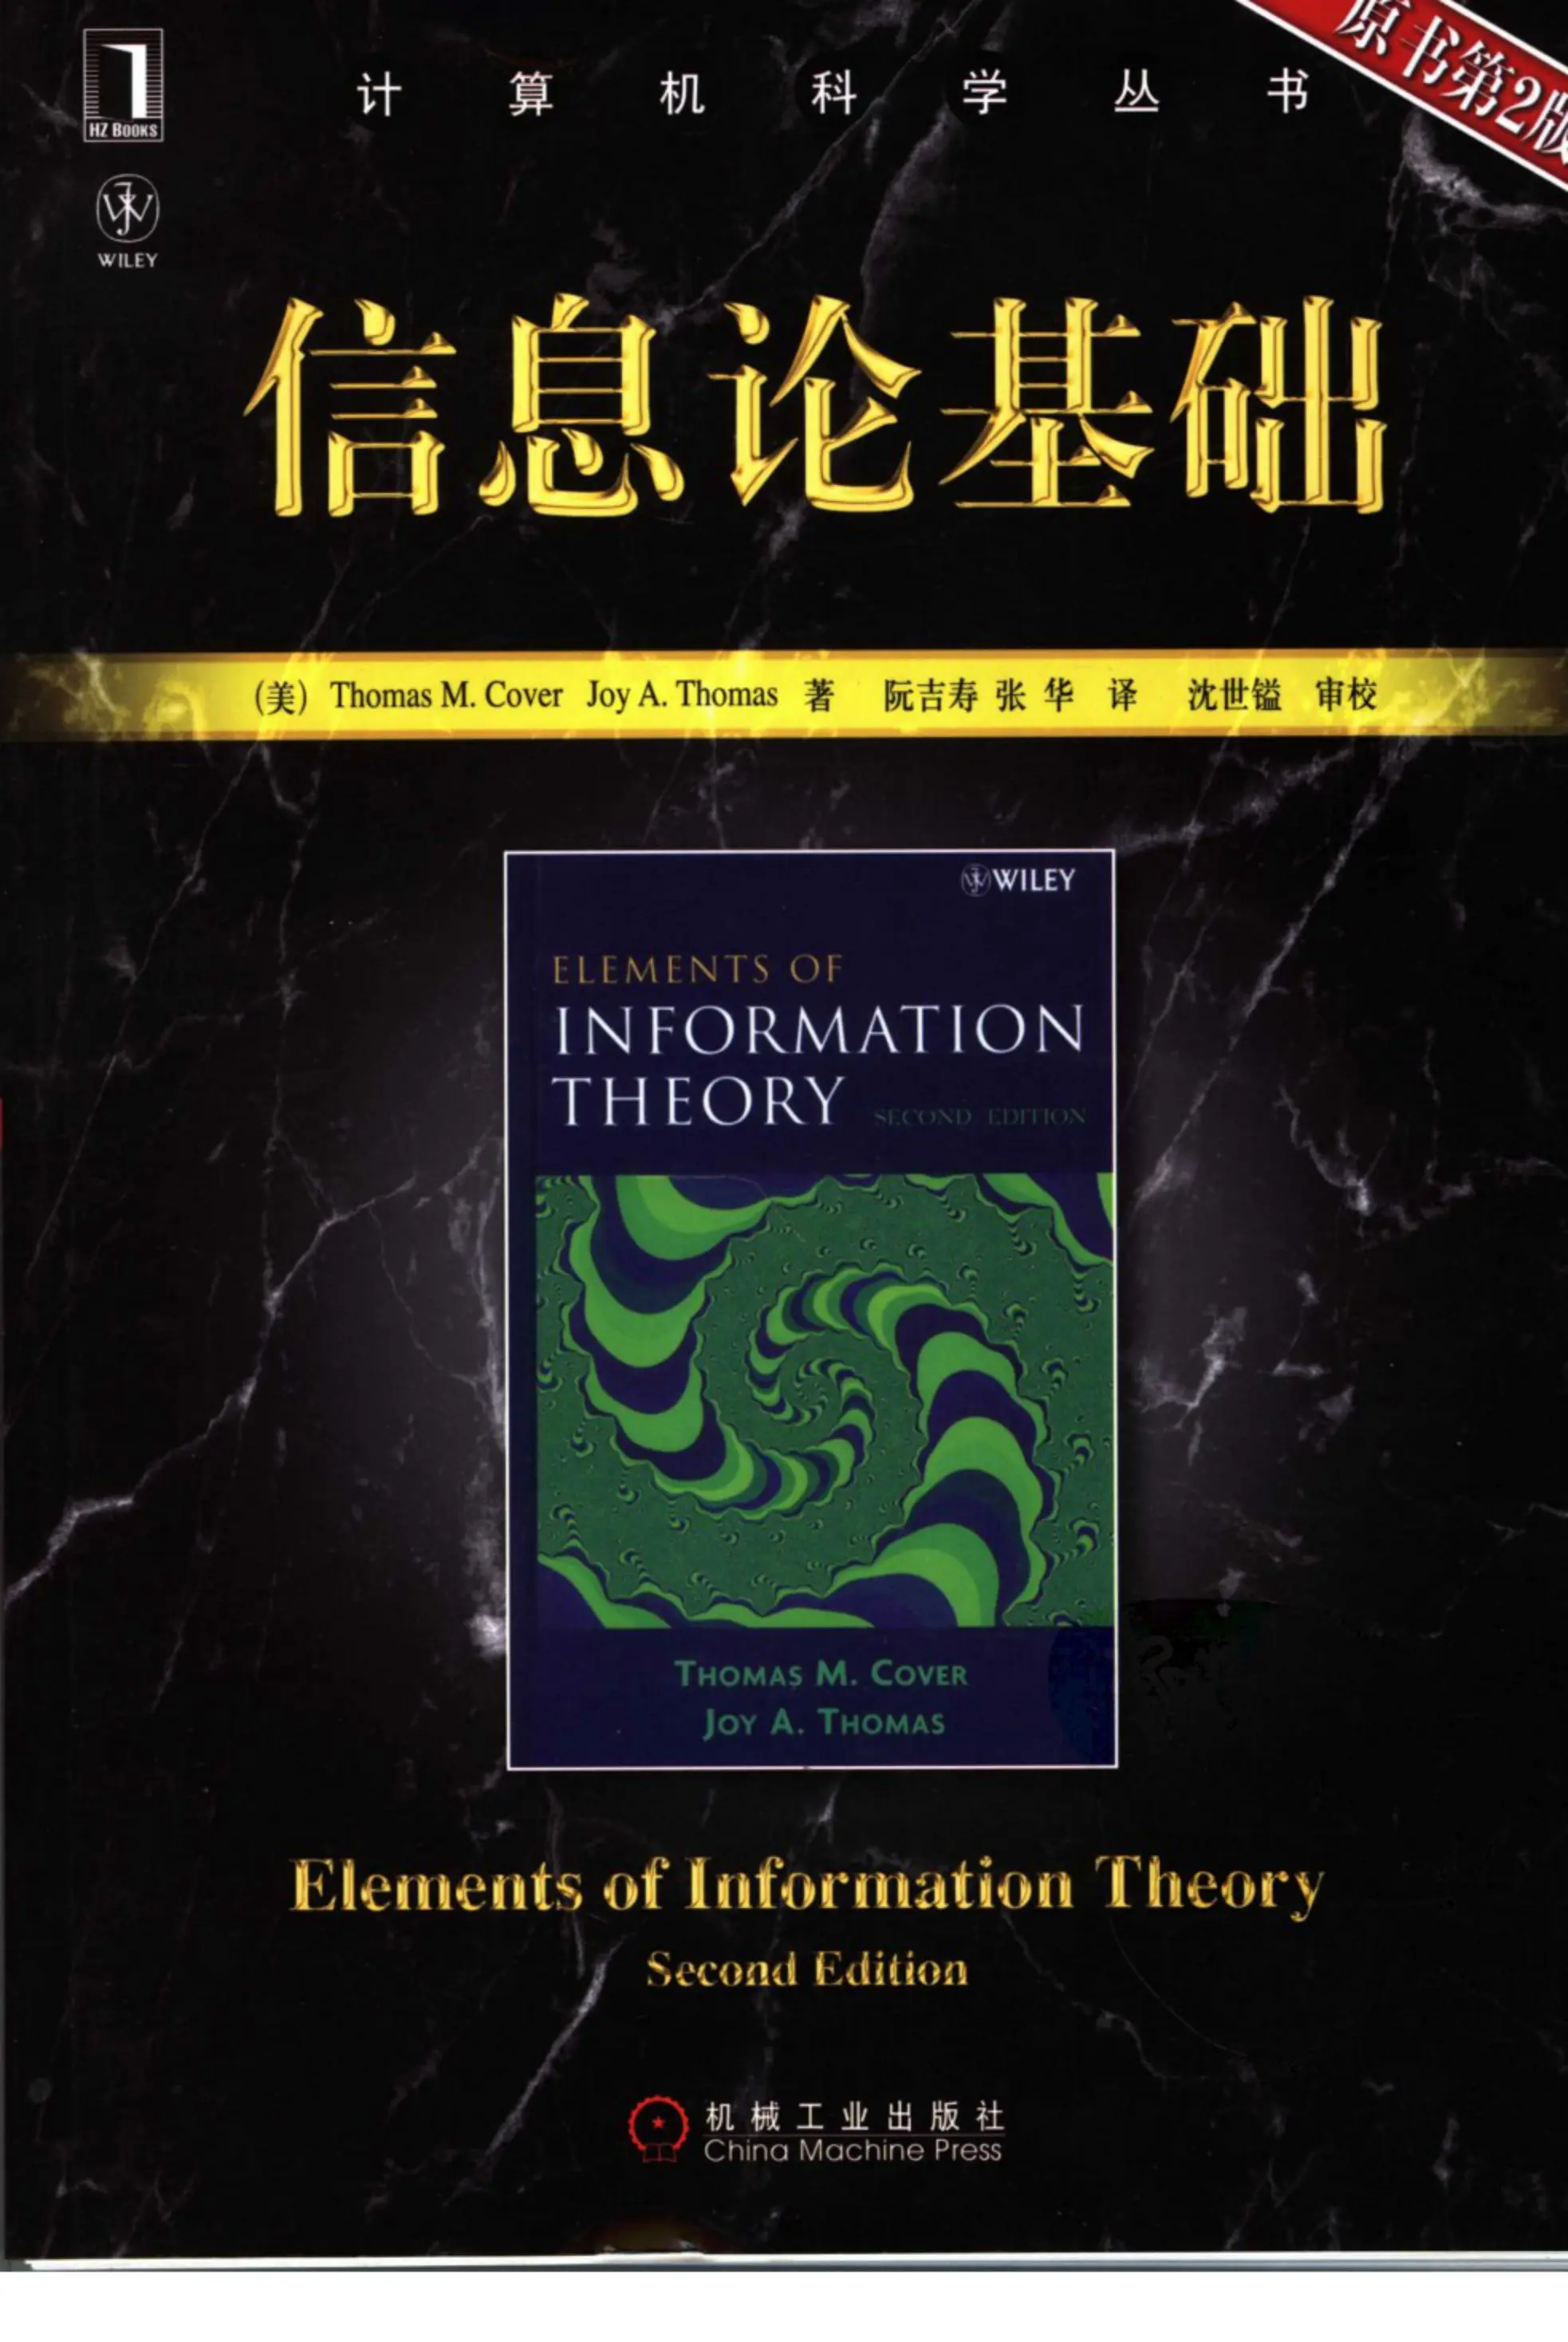 原书第2版
HZ BOOKS
计算机科学丛书
WILEY
信息论基础
(美) Thomas M. Cover Joy A. Thomas 著 阮吉寿 张华 译 沈世镒 审校
WILEY
ELEMENTS OF
INFORMATION
THEORY SECOND EDITION
THOMAS M. COVER
JOY A. THOMAS
Elements of Information Theory
Second Edition
机械工业出版社
China Machine Press